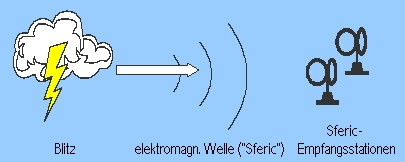 Blitz
elektromagn. Welle ("Sferic")
Sferic-
Empfangsstationen